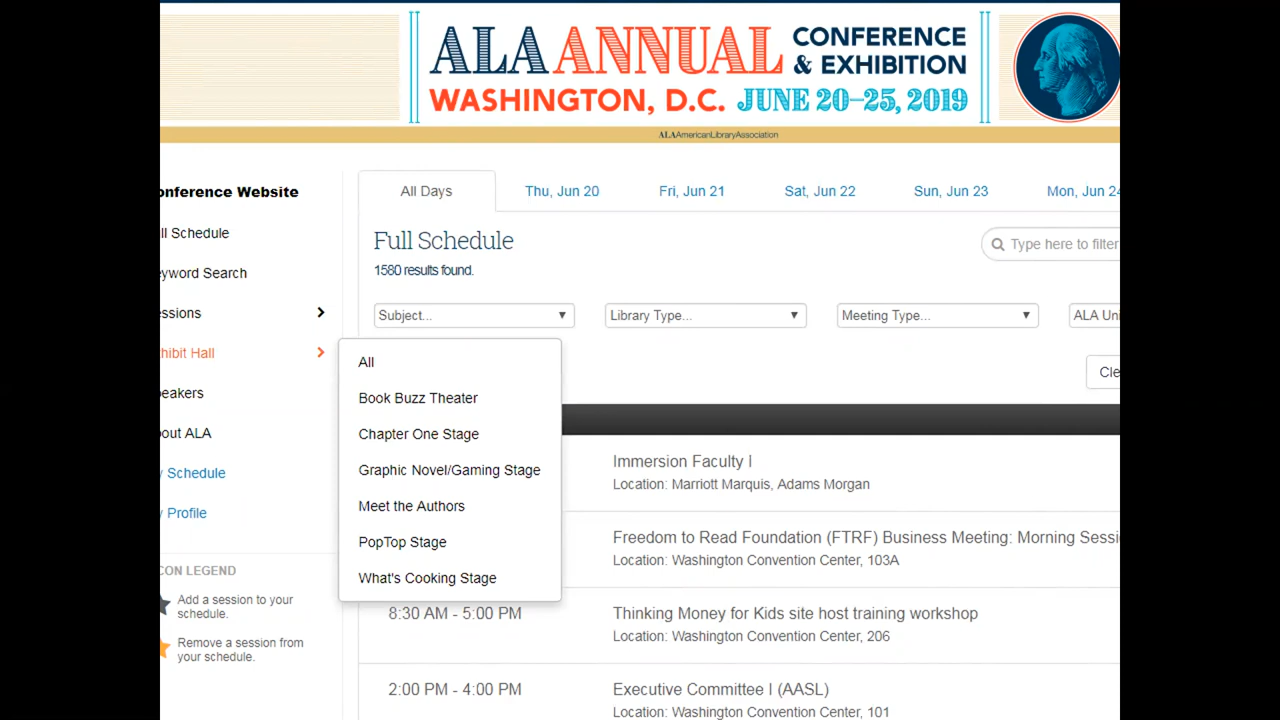 ALA ANNUAL CONFERENCE & EXHIBITION
WASHINGTON, D.C. JUNE 20–25, 2019
ALAAmericanLibraryAssociation
onference Website
ll Schedule
eyword Search
essions
hibit Hall
eakers
out ALA
y Schedule
y Profile
CON LEGEND
Add a session to your
schedule.
Remove a session from
your schedule.
All Days
Thu, Jun 20
Fri, Jun 21
Sat, Jun 22
Sun, Jun 23
Mon, Jun 24
Full Schedule
Type here to filter
1580 results found.
Subject...
Library Type...
Meeting Type...
ALA Uni
Cle
All
Book Buzz Theater
Chapter One Stage
Graphic Novel/Gaming Stage
Meet the Authors
PopTop Stage
What's Cooking Stage
Immersion Faculty I
Location: Marriott Marquis, Adams Morgan
Freedom to Read Foundation (FTRF) Business Meeting: Morning Sessi
Location: Washington Convention Center, 103A
8:30 AM - 5:00 PM
Thinking Money for Kids site host training workshop
Location: Washington Convention Center, 206
2:00 PM - 4:00 PM
Executive Committee I (AASL)
Location: Washington Convention Center, 101